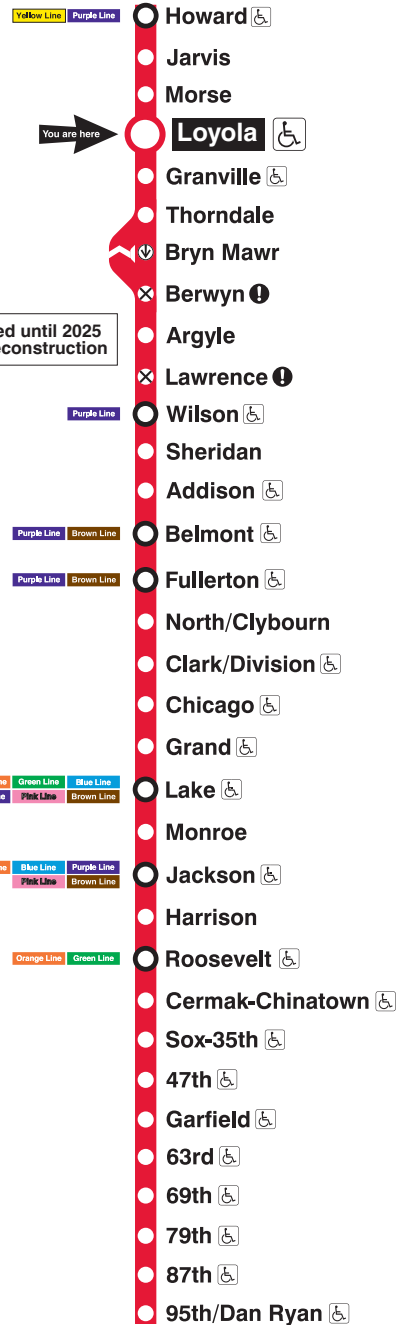 Yellow Line Purple Line Howard
Jarvis
Morse
You are here Loyola
Granville
Thorndale
Bryn Mawr
Berwyn
until 2025
Argyle
Lawrence
Purple Line Wilson
Sheridan
Addison
Purple Line Brown Line Belmont
Purple Line Brown Line Fullerton
North/Clybourn
Clark/Division
Chicago
Grand
Green Line Blue Line
Pink Line Brown Line
Lake
Monroe
Blue Line Purple Line
Pink Line Brown Line
Jackson
Harrison
Orange Line Green Line Roosevelt
Cermak-Chinatown
Sox-35th
47th
Garfield
63rd
69th
79th
87th
95th/Dan Ryan